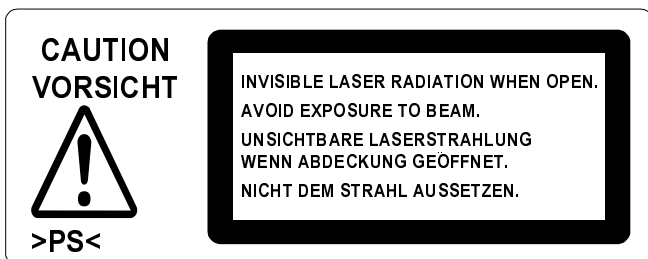 CAUTION
VORSICHT
>PS<
INVISIBLE LASER RADIATION WHEN OPEN.
AVOID EXPOSURE TO BEAM.
UNSICHTBARE LASERSTRAHLUNG
WENN ABDECKUNG GEÖFFNET.
NICHT DEM STRAHL AUSSETZEN.